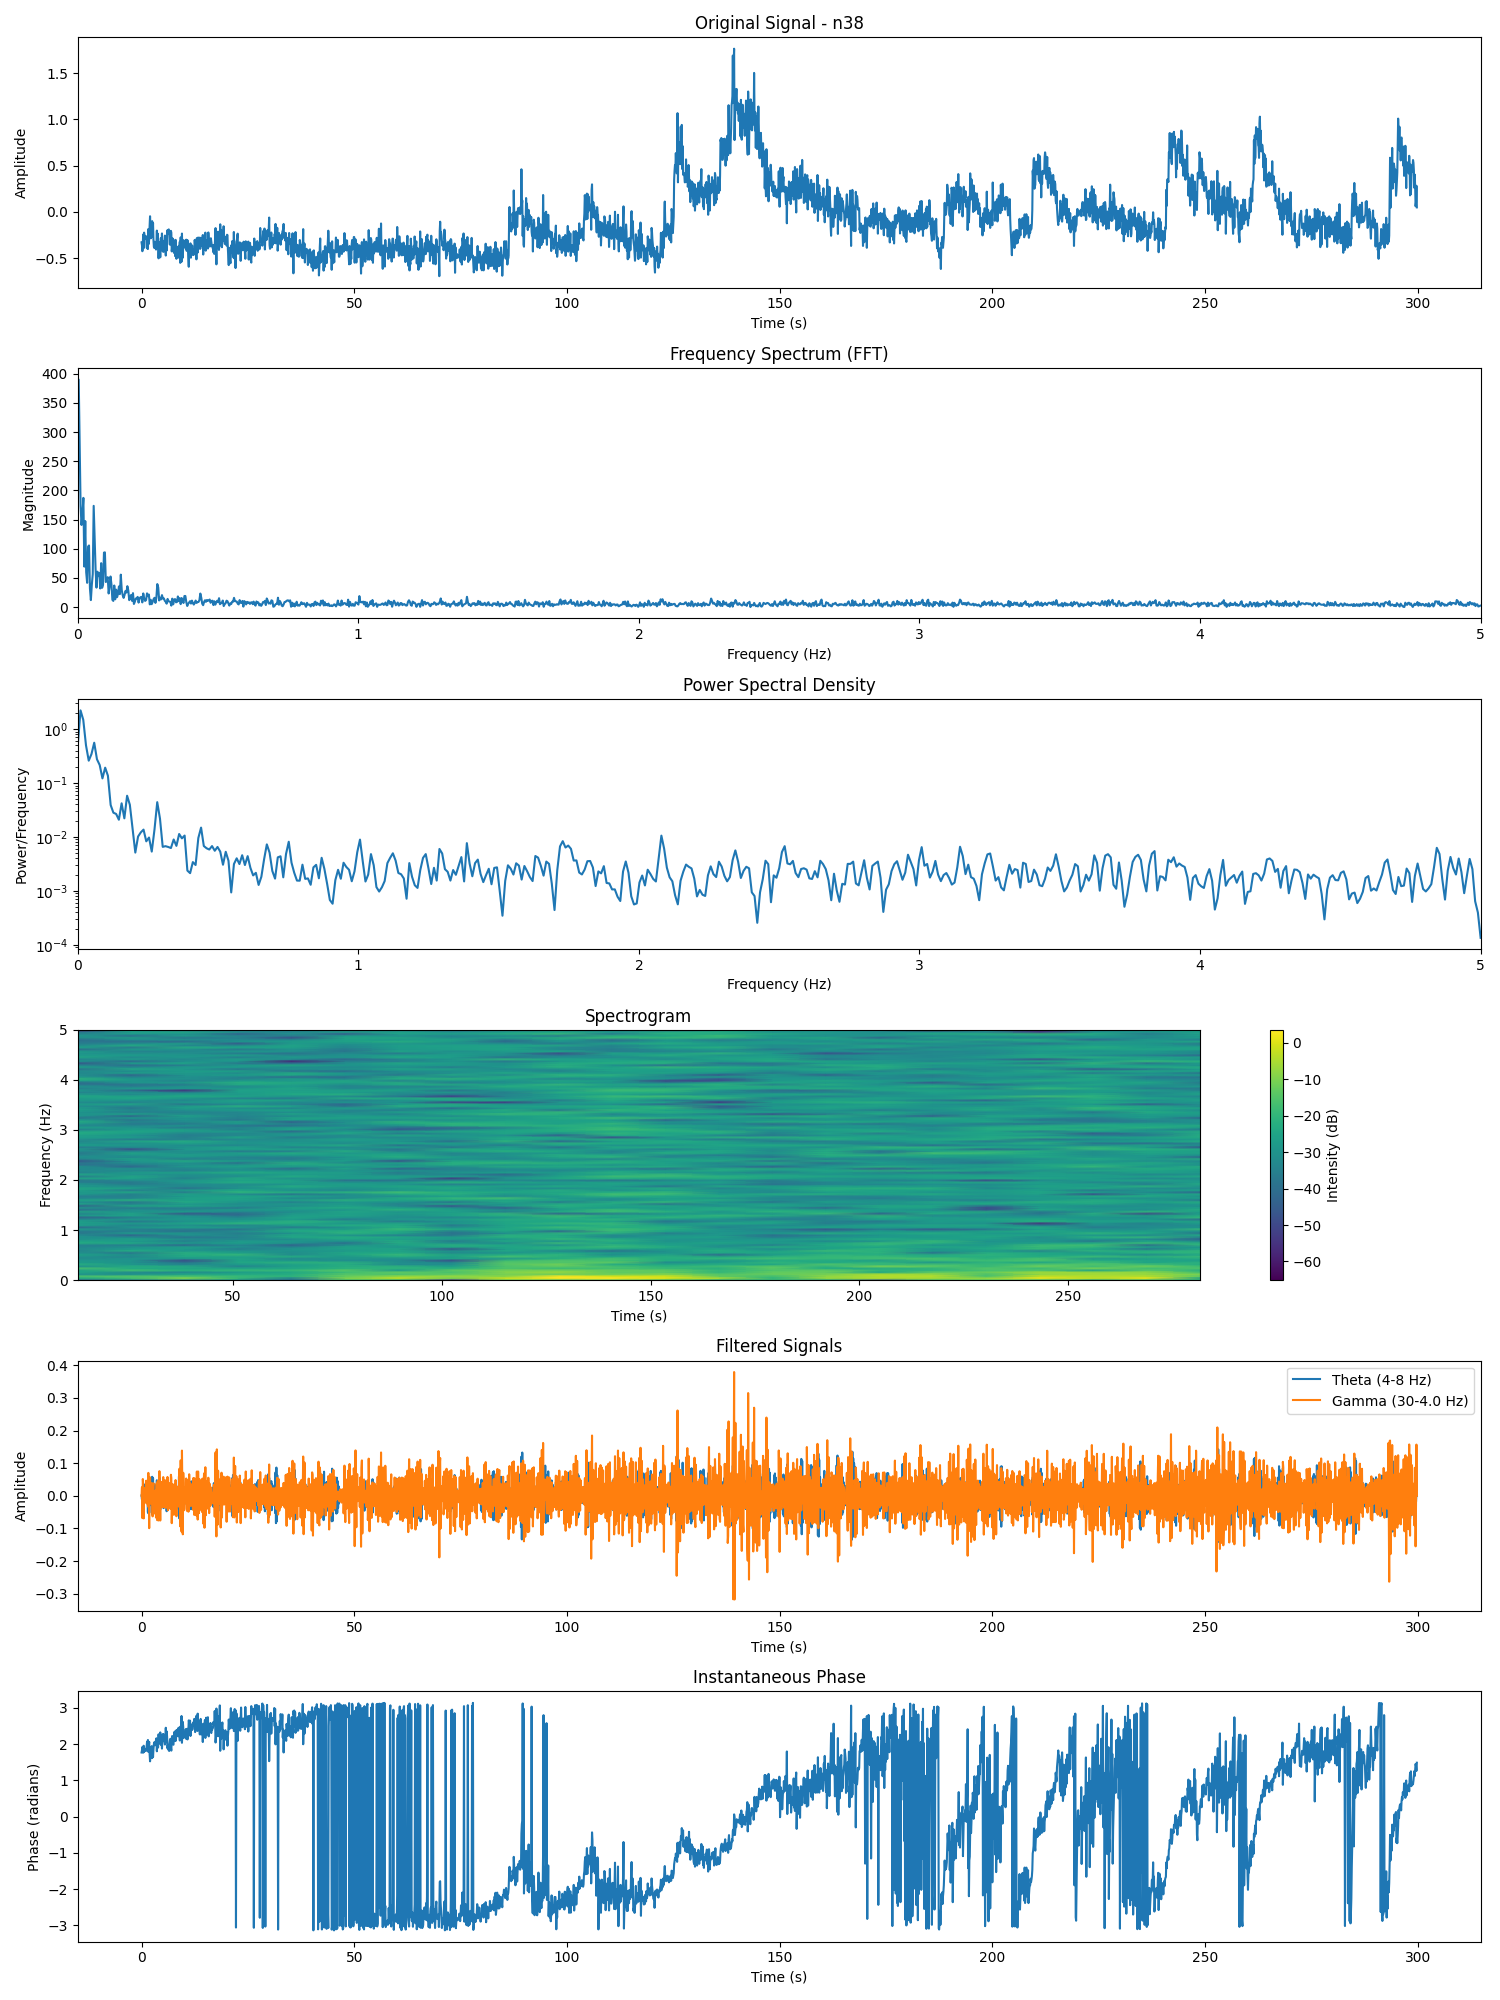 Original Signal - n38
1.5
1.0
0.5
0.0
−0.5
Amplitude
0 50 100 150 200 250 300
Time (s)
Frequency Spectrum (FFT)
400
350
300
250
200
150
100
50
0
Magnitude
0 1 2 3 4 5
Frequency (Hz)
Power Spectral Density
10⁰
10⁻¹
10⁻²
10⁻³
10⁻⁴
Power/Frequency
0 1 2 3 4 5
Frequency (Hz)
Spectrogram
5
4
3
2
1
0
Frequency (Hz)
50 100 150 200 250
Time (s)
0
−10
−20
−30
−40
−50
−60
Intensity (dB)
Filtered Signals
0.4
0.3
0.2
0.1
0.0
−0.1
−0.2
−0.3
Amplitude
Theta (4-8 Hz)
Gamma (30-4.0 Hz)
0 50 100 150 200 250 300
Time (s)
Instantaneous Phase
3
2
1
0
−1
−2
−3
Phase (radians)
0 50 100 150 200 250 300
Time (s)